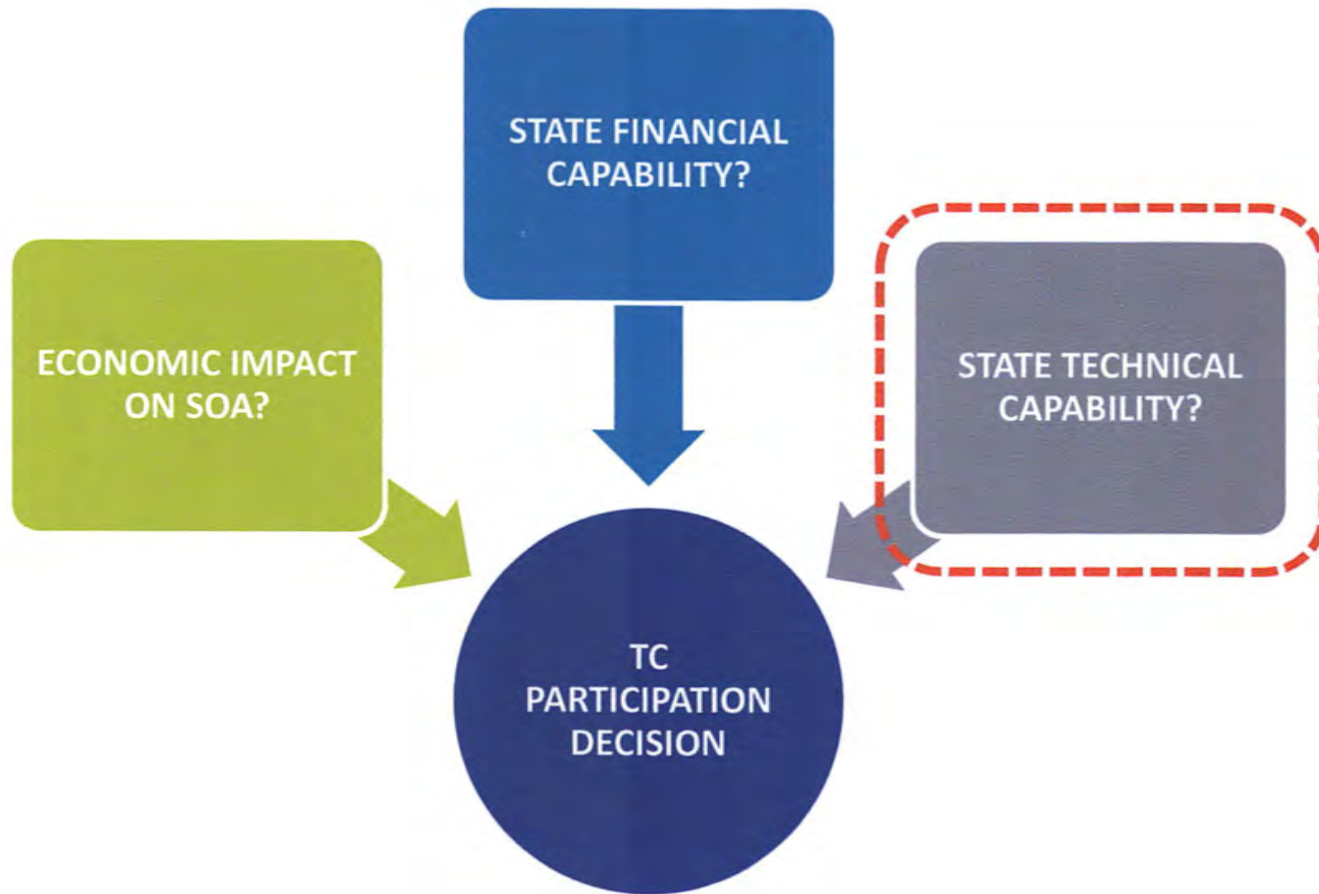 STATE FINANCIAL
CAPABILITY?
ECONOMIC IMPACT
ON SOA?
STATE TECHNICAL
CAPABILITY?
TC
PARTICIPATION
DECISION